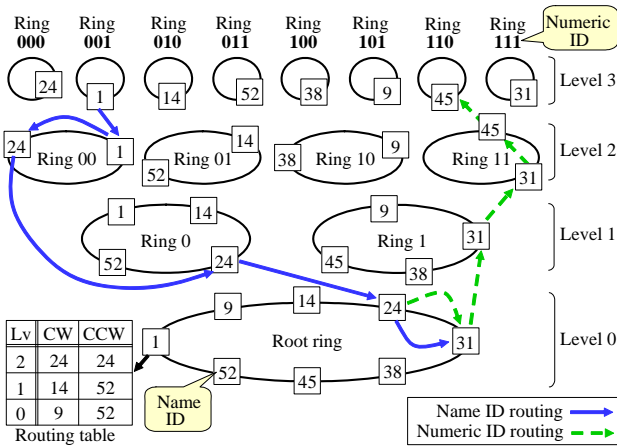 Ring Ring Ring Ring Ring Ring Ring Ring
000 001 010 011 100 101 110 111
Numeric
ID
24 1 14 52 38 9 45 31
Level 3
24 Ring 00 1
52 Ring 01 14
38 Ring 10 9
45 Ring 11 31
Level 2
1 14 Ring 0 52 24
9 Ring 1 31 45 38
Level 1
1 9 14 24 31
Root ring
52 45 38
Level 0
Name
ID
Lv CW CCW
2 24 24
1 14 52
0 9 52
Routing table
Name ID routing
Numeric ID routing